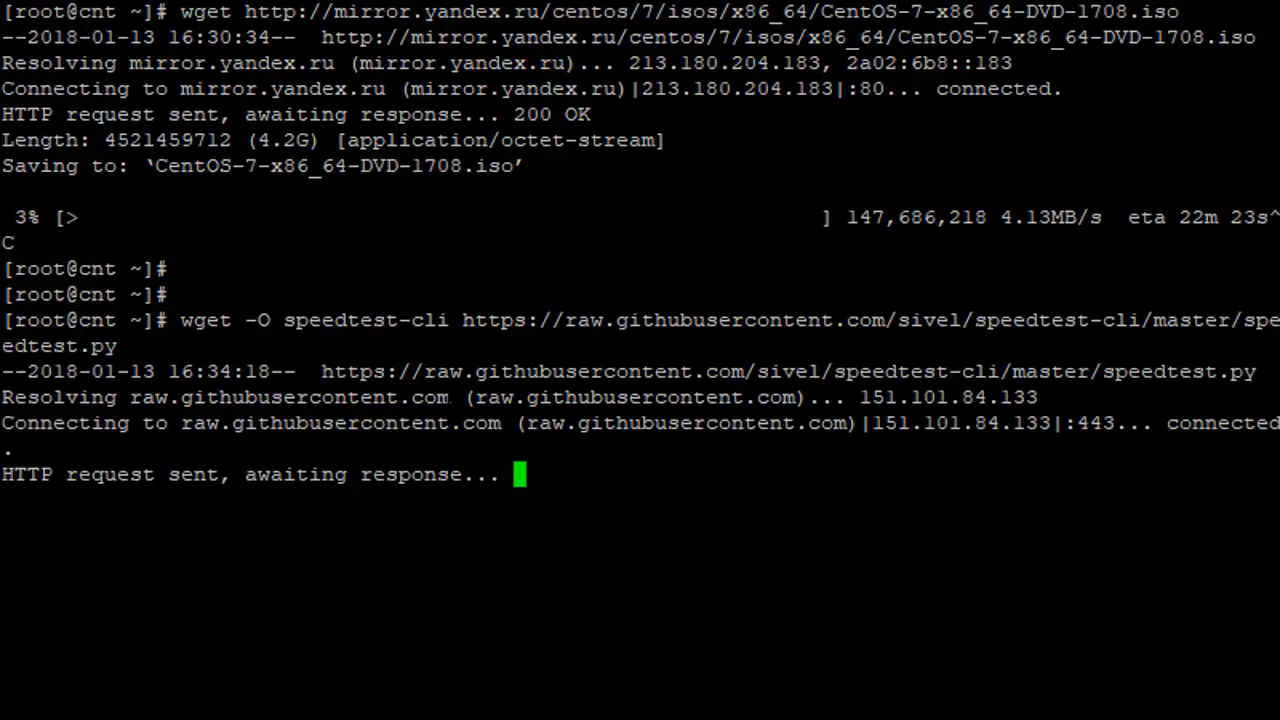 [root@cnt ~]# wget http://mirror.yandex.ru/centos/7/isos/x86_64/CentOS-7-x86_64-DVD-1708.iso
--2018-01-13 16:30:34--  http://mirror.yandex.ru/centos/7/isos/x86_64/CentOS-7-x86_64-DVD-1708.iso
Resolving mirror.yandex.ru (mirror.yandex.ru)... 213.180.204.183, 2a02:6b8::183
Connecting to mirror.yandex.ru (mirror.yandex.ru)|213.180.204.183|:80... connected.
HTTP request sent, awaiting response... 200 OK
Length: 4521459712 (4.2G) [application/octet-stream]
Saving to: ‘CentOS-7-x86_64-DVD-1708.iso’
3% [> ] 147,686,218 4.13MB/s  eta 22m 23s^
C
[root@cnt ~]#
[root@cnt ~]#
[root@cnt ~]# wget -O speedtest-cli https://raw.githubusercontent.com/sivel/speedtest-cli/master/spe
edtest.py
--2018-01-13 16:34:18--  https://raw.githubusercontent.com/sivel/speedtest-cli/master/speedtest.py
Resolving raw.githubusercontent.com (raw.githubusercontent.com)... 151.101.84.133
Connecting to raw.githubusercontent.com (raw.githubusercontent.com)|151.101.84.133|:443... connected
.
HTTP request sent, awaiting response...